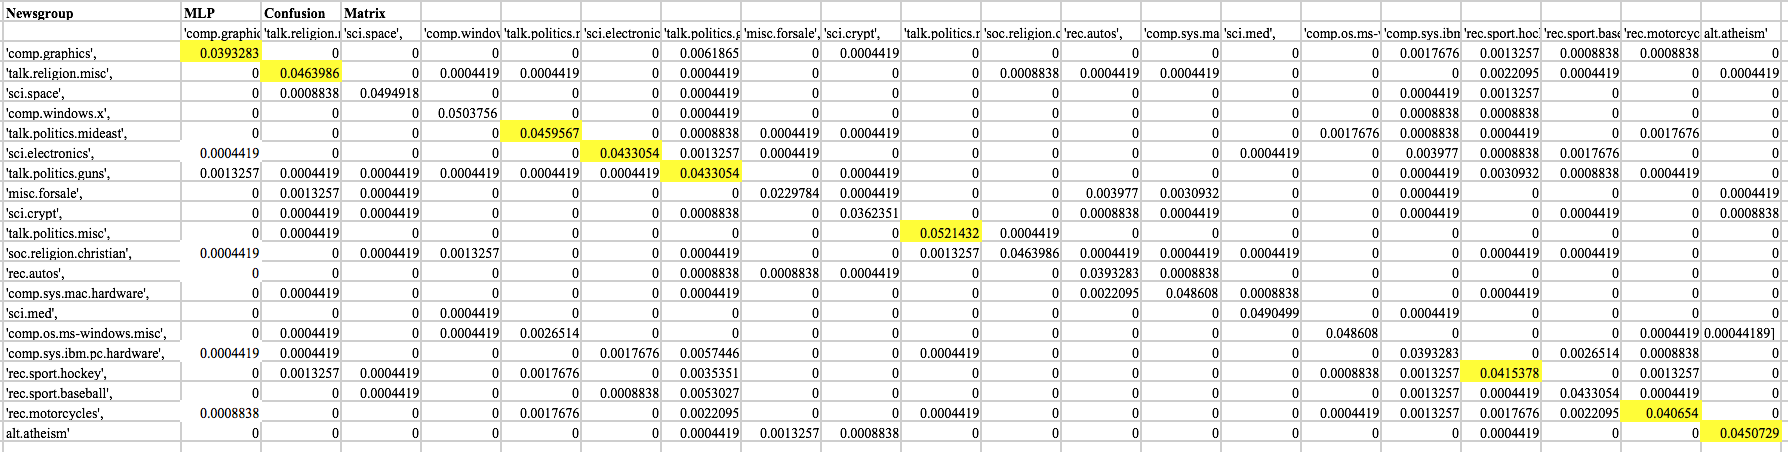 Newsgroup MLP Confusion Matrix
'comp.graphic 'talk.religion.r 'sci.space', 'comp.window 'talk.politics.r 'sci.electronic 'talk.politics.g 'misc.forsale', 'sci.crypt', 'talk.politics.r 'soc.religion.c 'rec.autos', 'comp.sys.ma 'sci.med', 'comp.os.ms- 'comp.sys.ibn 'rec.sport.hoc 'rec.sport.base 'rec.motorcyc alt.atheism'
'comp.graphics', 0.0393283 0 0 0 0 0 0.0061865 0 0.0004419 0 0 0 0 0 0 0.0017676 0.0013257 0.0008838 0.0008838 0
'talk.religion.misc', 0 0.0463986 0 0.0004419 0.0004419 0 0.0004419 0 0 0 0.0008838 0.0004419 0.0004419 0 0 0 0.0022095 0.0004419 0 0.0004419
'sci.space', 0 0.0008838 0.0494918 0 0 0 0.0004419 0 0 0 0 0 0 0 0 0.0004419 0.0013257 0 0 0
'comp.windows.x', 0 0 0 0.0503756 0 0 0.0004419 0 0 0 0 0 0 0 0 0.0008838 0.0008838 0 0 0
'talk.politics.mideast', 0 0 0 0 0.0459567 0 0.0008838 0.0004419 0.0004419 0 0 0 0 0 0.0017676 0.0008838 0.0004419 0 0.0017676 0
'sci.electronics', 0.0004419 0 0 0 0 0.0433054 0.0013257 0.0004419 0 0 0 0 0 0.0004419 0 0.003977 0.0008838 0.0017676 0 0
'talk.politics.guns', 0.0013257 0.0004419 0.0004419 0.0004419 0.0004419 0.0004419 0.0433054 0 0.0004419 0 0 0 0 0 0 0.0004419 0.0030932 0.0008838 0.0004419 0
'misc.forsale', 0 0.0013257 0.0004419 0 0 0 0 0.0229784 0.0004419 0 0 0.003977 0.0030932 0 0 0.0004419 0 0 0 0.0004419
'sci.crypt', 0 0.0004419 0.0004419 0 0 0 0.0008838 0 0.0362351 0 0 0.0008838 0.0004419 0 0 0.0004419 0 0.0004419 0 0.0008838
'talk.politics.misc', 0 0.0004419 0 0 0 0 0 0 0 0.0521432 0.0004419 0 0 0 0 0 0 0 0 0
'soc.religion.christian', 0.0004419 0 0.0004419 0.0013257 0 0 0.0004419 0 0 0.0013257 0.0463986 0.0004419 0.0004419 0.0004419 0 0 0.0004419 0.0004419 0 0
'rec.autos', 0 0 0 0 0 0 0.0008838 0.0008838 0.0004419 0 0 0.0393283 0.0008838 0 0 0 0 0 0 0
'comp.sys.mac.hardware', 0 0.0004419 0 0 0 0 0.0004419 0 0 0 0 0.0022095 0.048608 0.0008838 0 0 0.0004419 0 0 0
'sci.med', 0 0 0 0.0004419 0 0 0 0 0 0 0 0 0 0.0490499 0 0.0004419 0 0 0 0
'comp.os.ms-windows.misc', 0 0.0004419 0 0.0004419 0.0026514 0 0 0 0 0 0 0 0 0 0.048608 0 0 0 0.0004419 0.00044189]
'comp.sys.ibm.pc.hardware', 0.0004419 0.0004419 0 0 0 0.0017676 0.0057446 0 0 0.0004419 0 0 0 0 0 0.0393283 0 0.0026514 0.0008838 0
'rec.sport.hockey', 0 0.0013257 0.0004419 0 0.0017676 0 0.0035351 0 0 0 0 0 0 0 0.0008838 0.0013257 0.0415378 0 0.0013257 0
'rec.sport.baseball', 0 0 0.0004419 0 0 0.0008838 0.0053027 0 0 0 0 0 0 0 0 0.0013257 0.0004419 0.0433054 0.0004419 0
'rec.motorcycles', 0.0008838 0 0 0 0.0017676 0 0.0022095 0 0 0.0004419 0 0 0 0 0.0004419 0.0013257 0.0017676 0.0022095 0.040654 0
alt.atheism' 0 0 0 0 0 0 0.0004419 0.0013257 0.0008838 0 0 0 0 0 0 0 0.0004419 0 0 0.0450729